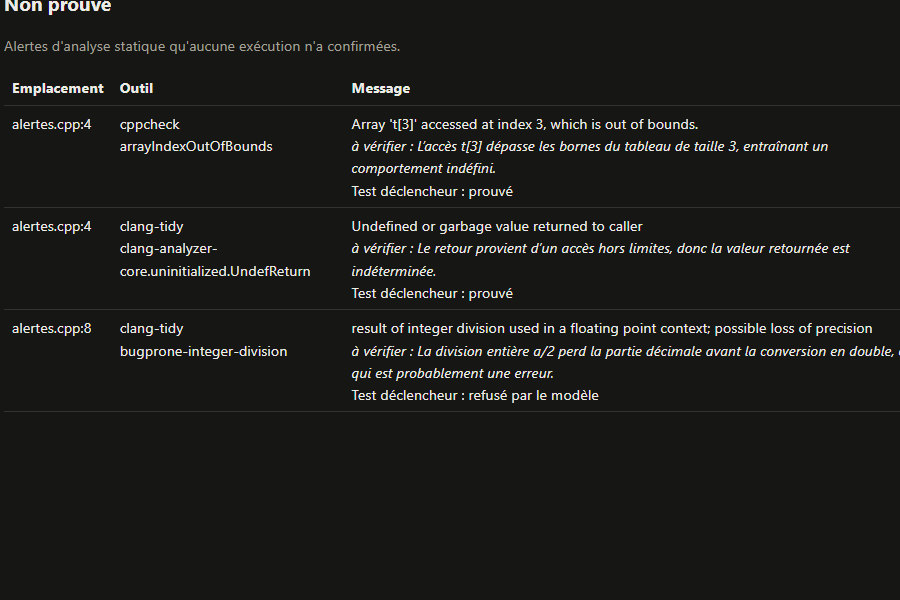 Non prouvé
Alertes d'analyse statique qu'aucune exécution n'a confirmées.
Emplacement Outil Message
alertes.cpp:4 cppcheck Array 't[3]' accessed at index 3, which is out of bounds.
arrayIndexOutOfBounds à vérifier : L'accès t[3] dépasse les bornes du tableau de taille 3, entraînant un
comportement indéfini.
Test déclencheur : prouvé
alertes.cpp:4 clang-tidy Undefined or garbage value returned to caller
clang-analyzer- à vérifier : Le retour provient d'un accès hors limites, donc la valeur retournée est
core.uninitialized.UndefReturn indéterminée.
Test déclencheur : prouvé
alertes.cpp:8 clang-tidy result of integer division used in a floating point context; possible loss of precision
bugprone-integer-division à vérifier : La division entière a/2 perd la partie décimale avant la conversion en double,
qui est probablement une erreur.
Test déclencheur : refusé par le modèle